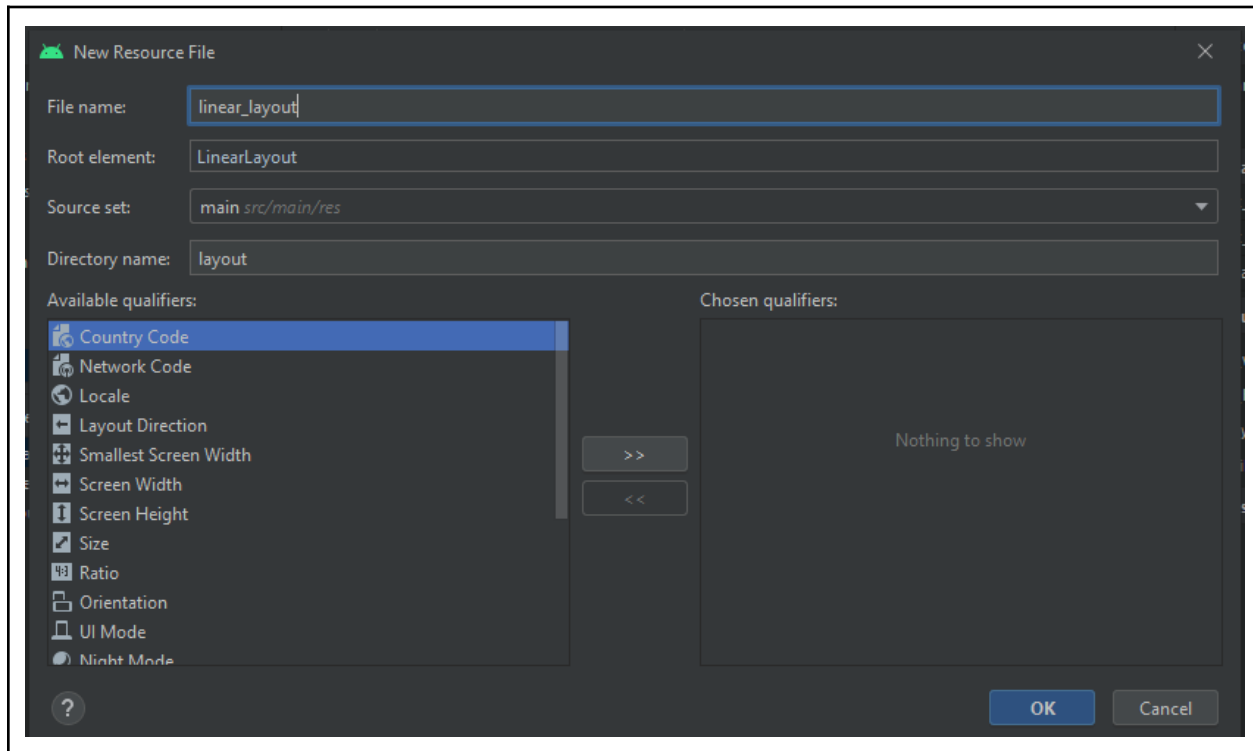 New Resource File
File name: linear_layout
Root element: LinearLayout
Source set: main src/main/res
Directory name: layout
Available qualifiers:
Chosen qualifiers:
Country Code
Network Code
Locale
Layout Direction
Smallest Screen Width
Screen Width
Screen Height
Size
Ratio
Orientation
UI Mode
Night Mode
>>
<<
Nothing to show
?
OK
Cancel